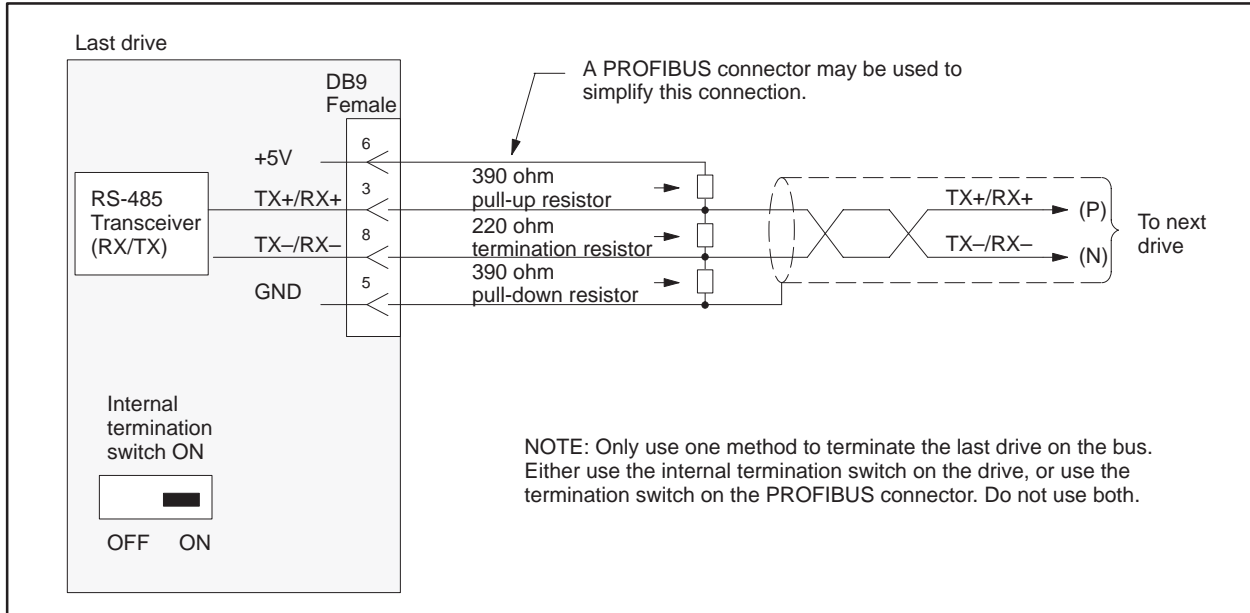 Last drive
DB9
Female
A PROFIBUS connector may be used to
simplify this connection.
+5V
6
RS-485
Transceiver
(RX/TX)
TX+/RX+
3
TX–/RX–
8
GND
5
390 ohm
pull-up resistor
220 ohm
termination resistor
390 ohm
pull-down resistor
TX+/RX+
(P)
TX–/RX–
(N)
To next
drive
Internal
termination
switch ON
OFF ON
NOTE: Only use one method to terminate the last drive on the bus.
Either use the internal termination switch on the drive, or use the
termination switch on the PROFIBUS connector. Do not use both.